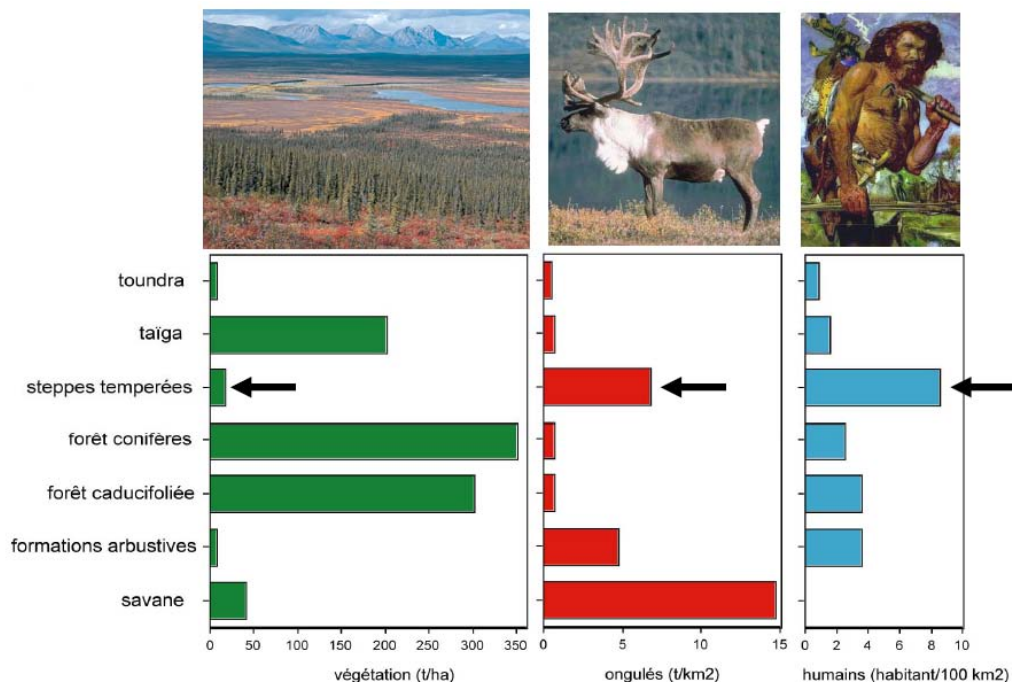 toundra
taïga
steppes temperées
forêt conifères
forêt caducifoliée
formations arbustives
savane
0 50 100 150 200 250 300 350
végétation (t/ha)
0 5 10 15
ongulés (t/km2)
0 2 4 6 8 10
humains (habitant/100 km2)